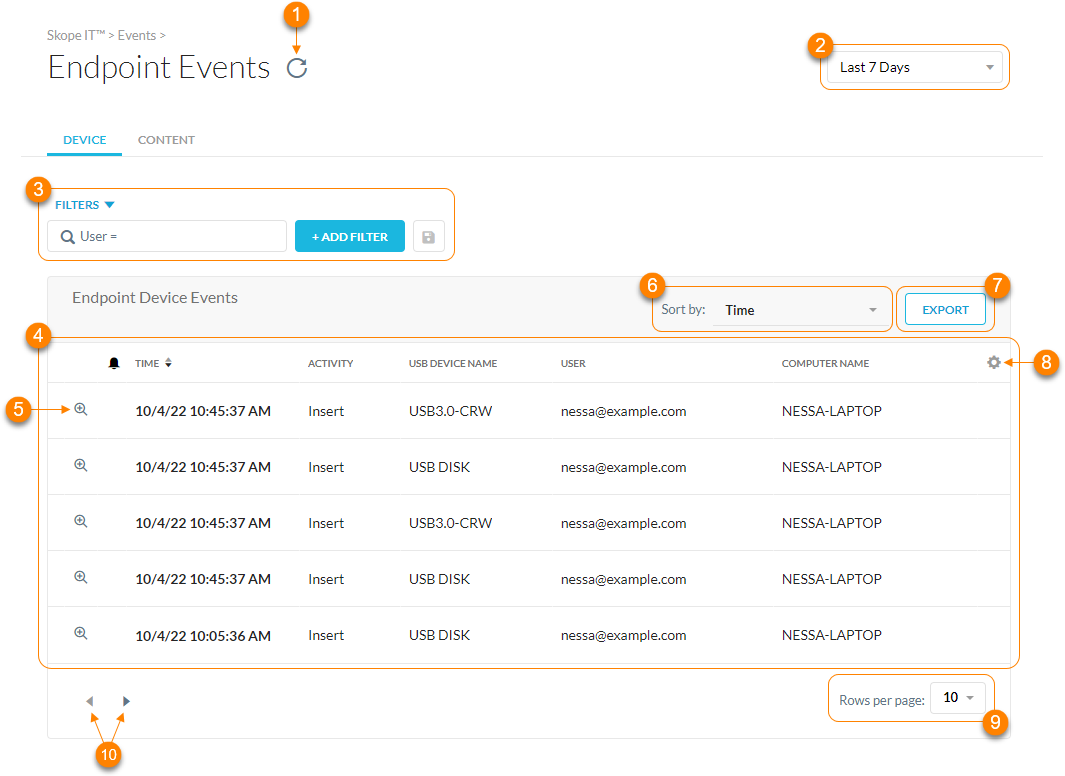 1
Skope IT™ > Events >
Endpoint Events
2
Last 7 Days
DEVICE CONTENT
3
FILTERS
User =
+ ADD FILTER
Endpoint Device Events
6
Sort by: Time
7
EXPORT
4
TIME ACTIVITY USB DEVICE NAME USER COMPUTER NAME
8
5
10/4/22 10:45:37 AM Insert USB3.0-CRW nessa@example.com NESSA-LAPTOP
10/4/22 10:45:37 AM Insert USB DISK nessa@example.com NESSA-LAPTOP
10/4/22 10:45:37 AM Insert USB3.0-CRW nessa@example.com NESSA-LAPTOP
10/4/22 10:45:37 AM Insert USB DISK nessa@example.com NESSA-LAPTOP
10/4/22 10:05:36 AM Insert USB DISK nessa@example.com NESSA-LAPTOP
Rows per page: 10
9
10